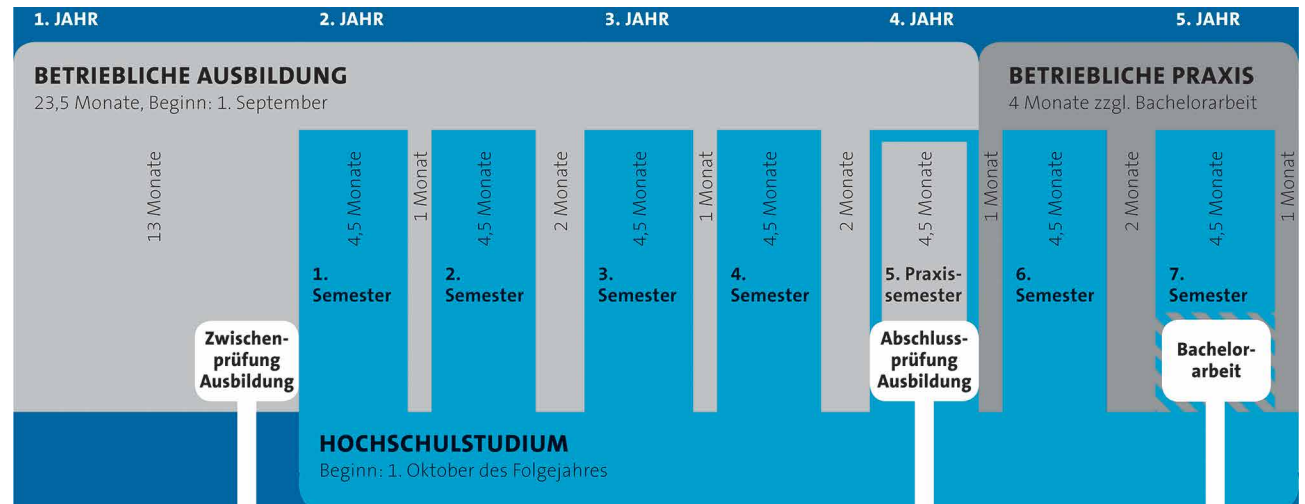 1. JAHR
2. JAHR
3. JAHR
4. JAHR
5. JAHR
BETRIEBLICHE AUSBILDUNG
23,5 Monate, Beginn: 1. September
BETRIEBLICHE PRAXIS
4 Monate zzgl. Bachelorarbeit
13 Monate
4,5 Monate
1 Monat
4,5 Monate
2 Monate
4,5 Monate
1 Monat
4,5 Monate
2 Monate
4,5 Monate
1 Monat
4,5 Monate
2 Monate
4,5 Monate
1 Monat
1.
Semester
2.
Semester
3.
Semester
4.
Semester
5. Praxis-
semester
6.
Semester
7.
Semester
Zwischen-
prüfung
Ausbildung
Abschluss-
prüfung
Ausbildung
Bachelor-
arbeit
HOCHSCHULSTUDIUM
Beginn: 1. Oktober des Folgejahres